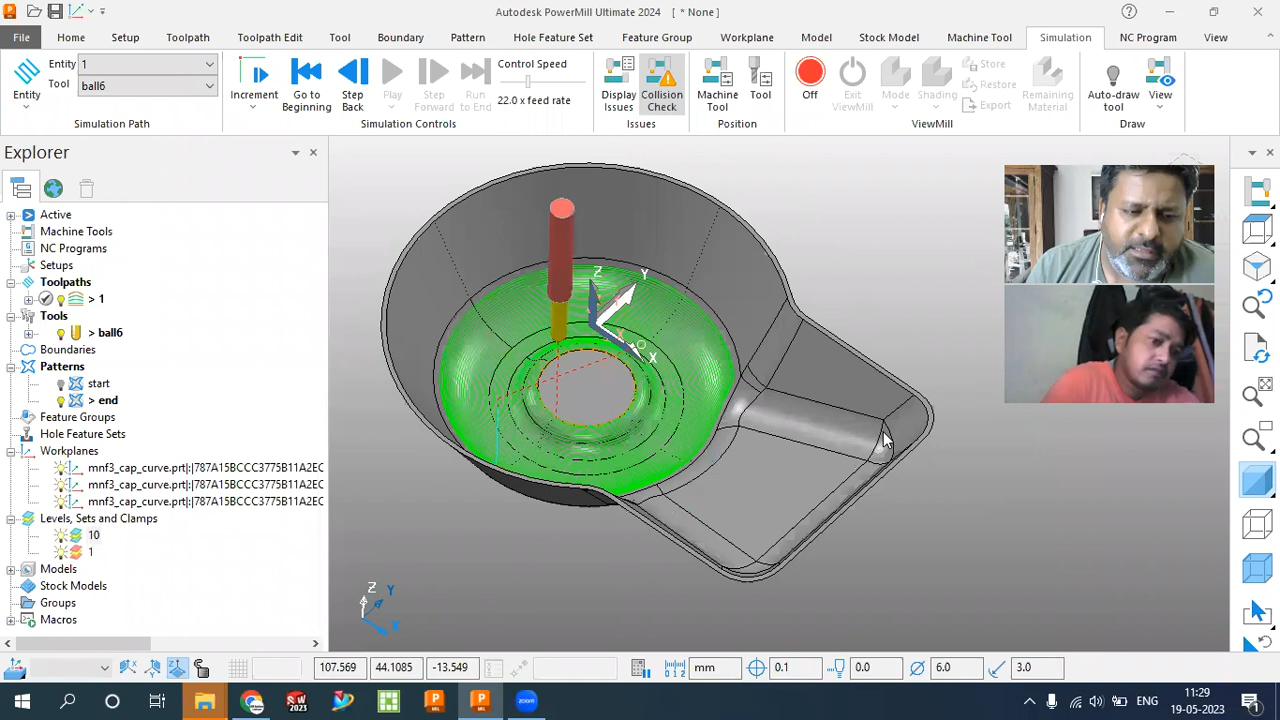 Autodesk PowerMill Ultimate 2024 [ * None ]
File Home Setup Toolpath Toolpath Edit Tool Boundary Pattern Hole Feature Set Feature Group Workplane Model Stock Model Machine Tool Simulation NC Program View
Entity
Entity 1
Tool ball6
Simulation Path
Increment
Go to Beginning
Step Back
Play
Step Forward
Run to End
Control Speed
22.0 x feed rate
Simulation Controls
Display Issues
Collision Check
Issues
Machine Tool
Tool
Position
Off
Exit ViewMill
Mode
Shading
Store
Restore
Export
Remaining Material
ViewMill
Auto-draw tool
View
Draw
Explorer
Active
Machine Tools
NC Programs
Setups
Toolpaths
> 1
Tools
> ball6
Boundaries
Patterns
start
> end
Feature Groups
Hole Feature Sets
Workplanes
mnf3_cap_curve.prt|:|787A15BCCC3775B11A2EC
mnf3_cap_curve.prt|:|787A15BCCC3775B11A2EC
mnf3_cap_curve.prt|:|787A15BCCC3775B11A2EC
Levels, Sets and Clamps
10
1
Models
Stock Models
Groups
Macros
Z
Y
X
Z
Y
X
107.569 44.1085 -13.549 mm 0.1 0.0 6.0 3.0
zoom
ENG
11:29
19-05-2023
1